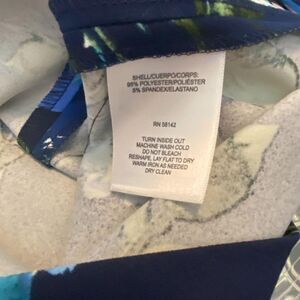 SHELL/CUERPO/CORPS:
95% POLYESTER/POLIÉSTER
5% SPANDEX/ELASTANO
RN 58142
TURN INSIDE OUT
MACHINE WASH COLD
DO NOT BLEACH
RESHAPE, LAY FLAT TO DRY
WARM IRON AS NEEDED
DRY CLEAN